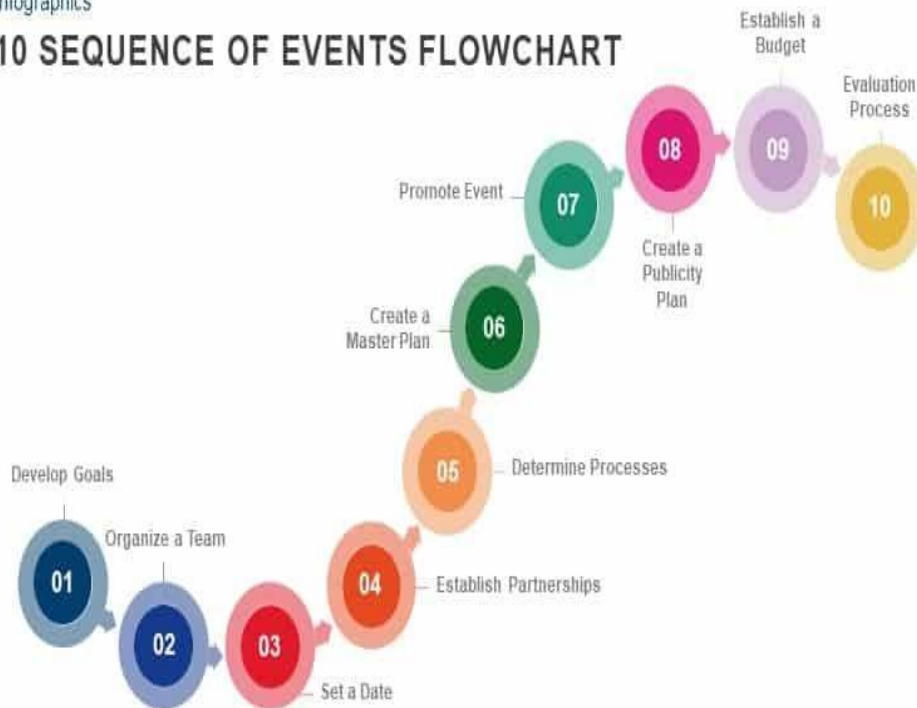 Infographics
10 SEQUENCE OF EVENTS FLOWCHART
01
Develop Goals
02
Organize a Team
03
Set a Date
04
Establish Partnerships
05
Determine Processes
06
Create a
Master Plan
07
Promote Event
08
Create a
Publicity
Plan
09
Establish a
Budget
10
Evaluation
Process